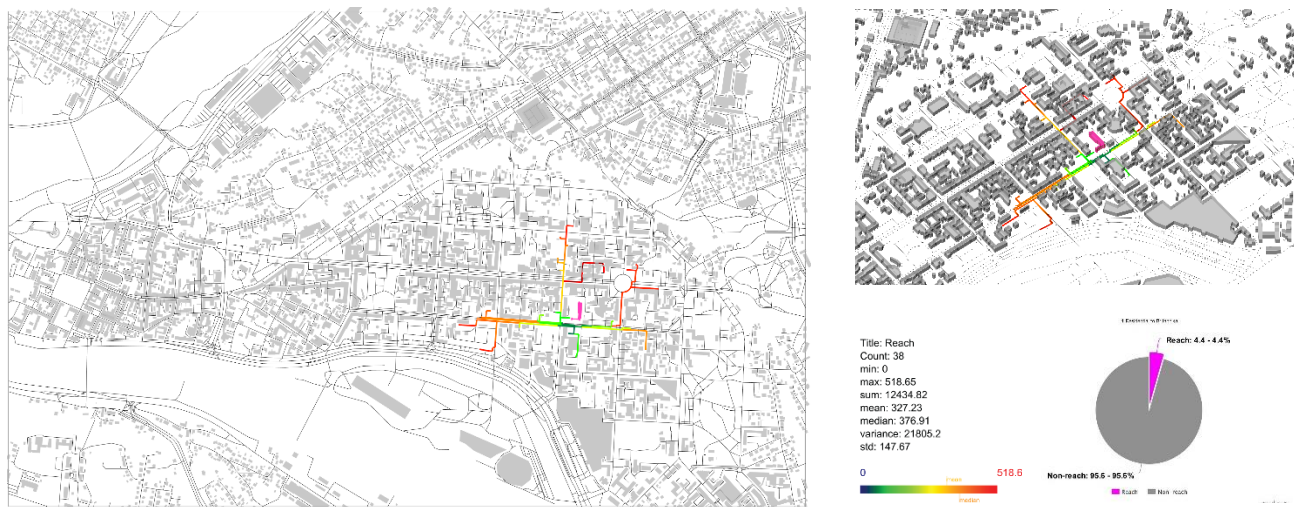 Reach: 4.4 - 4.4%
Title: Reach
Count: 38
min: 0
max: 518.65
sum: 12434.82
mean: 327.23
median: 376.91
variance: 21805.2
std: 147.67
Non-reach: 95.6 - 95.6%
0
518.6
mean
median
Reach
Non-reach